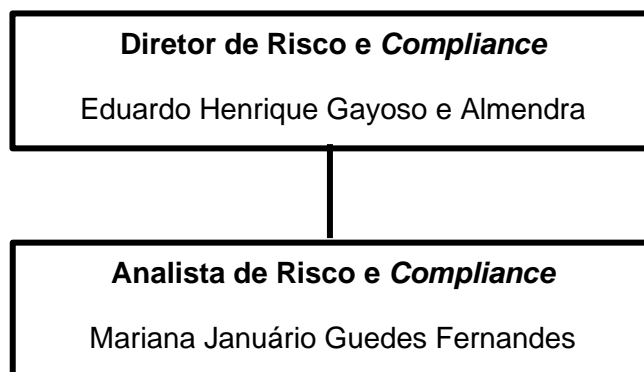 Diretor de Risco e Compliance
Eduardo Henrique Gayoso e Almendra
Analista de Risco e Compliance
Mariana Januário Guedes Fernandes